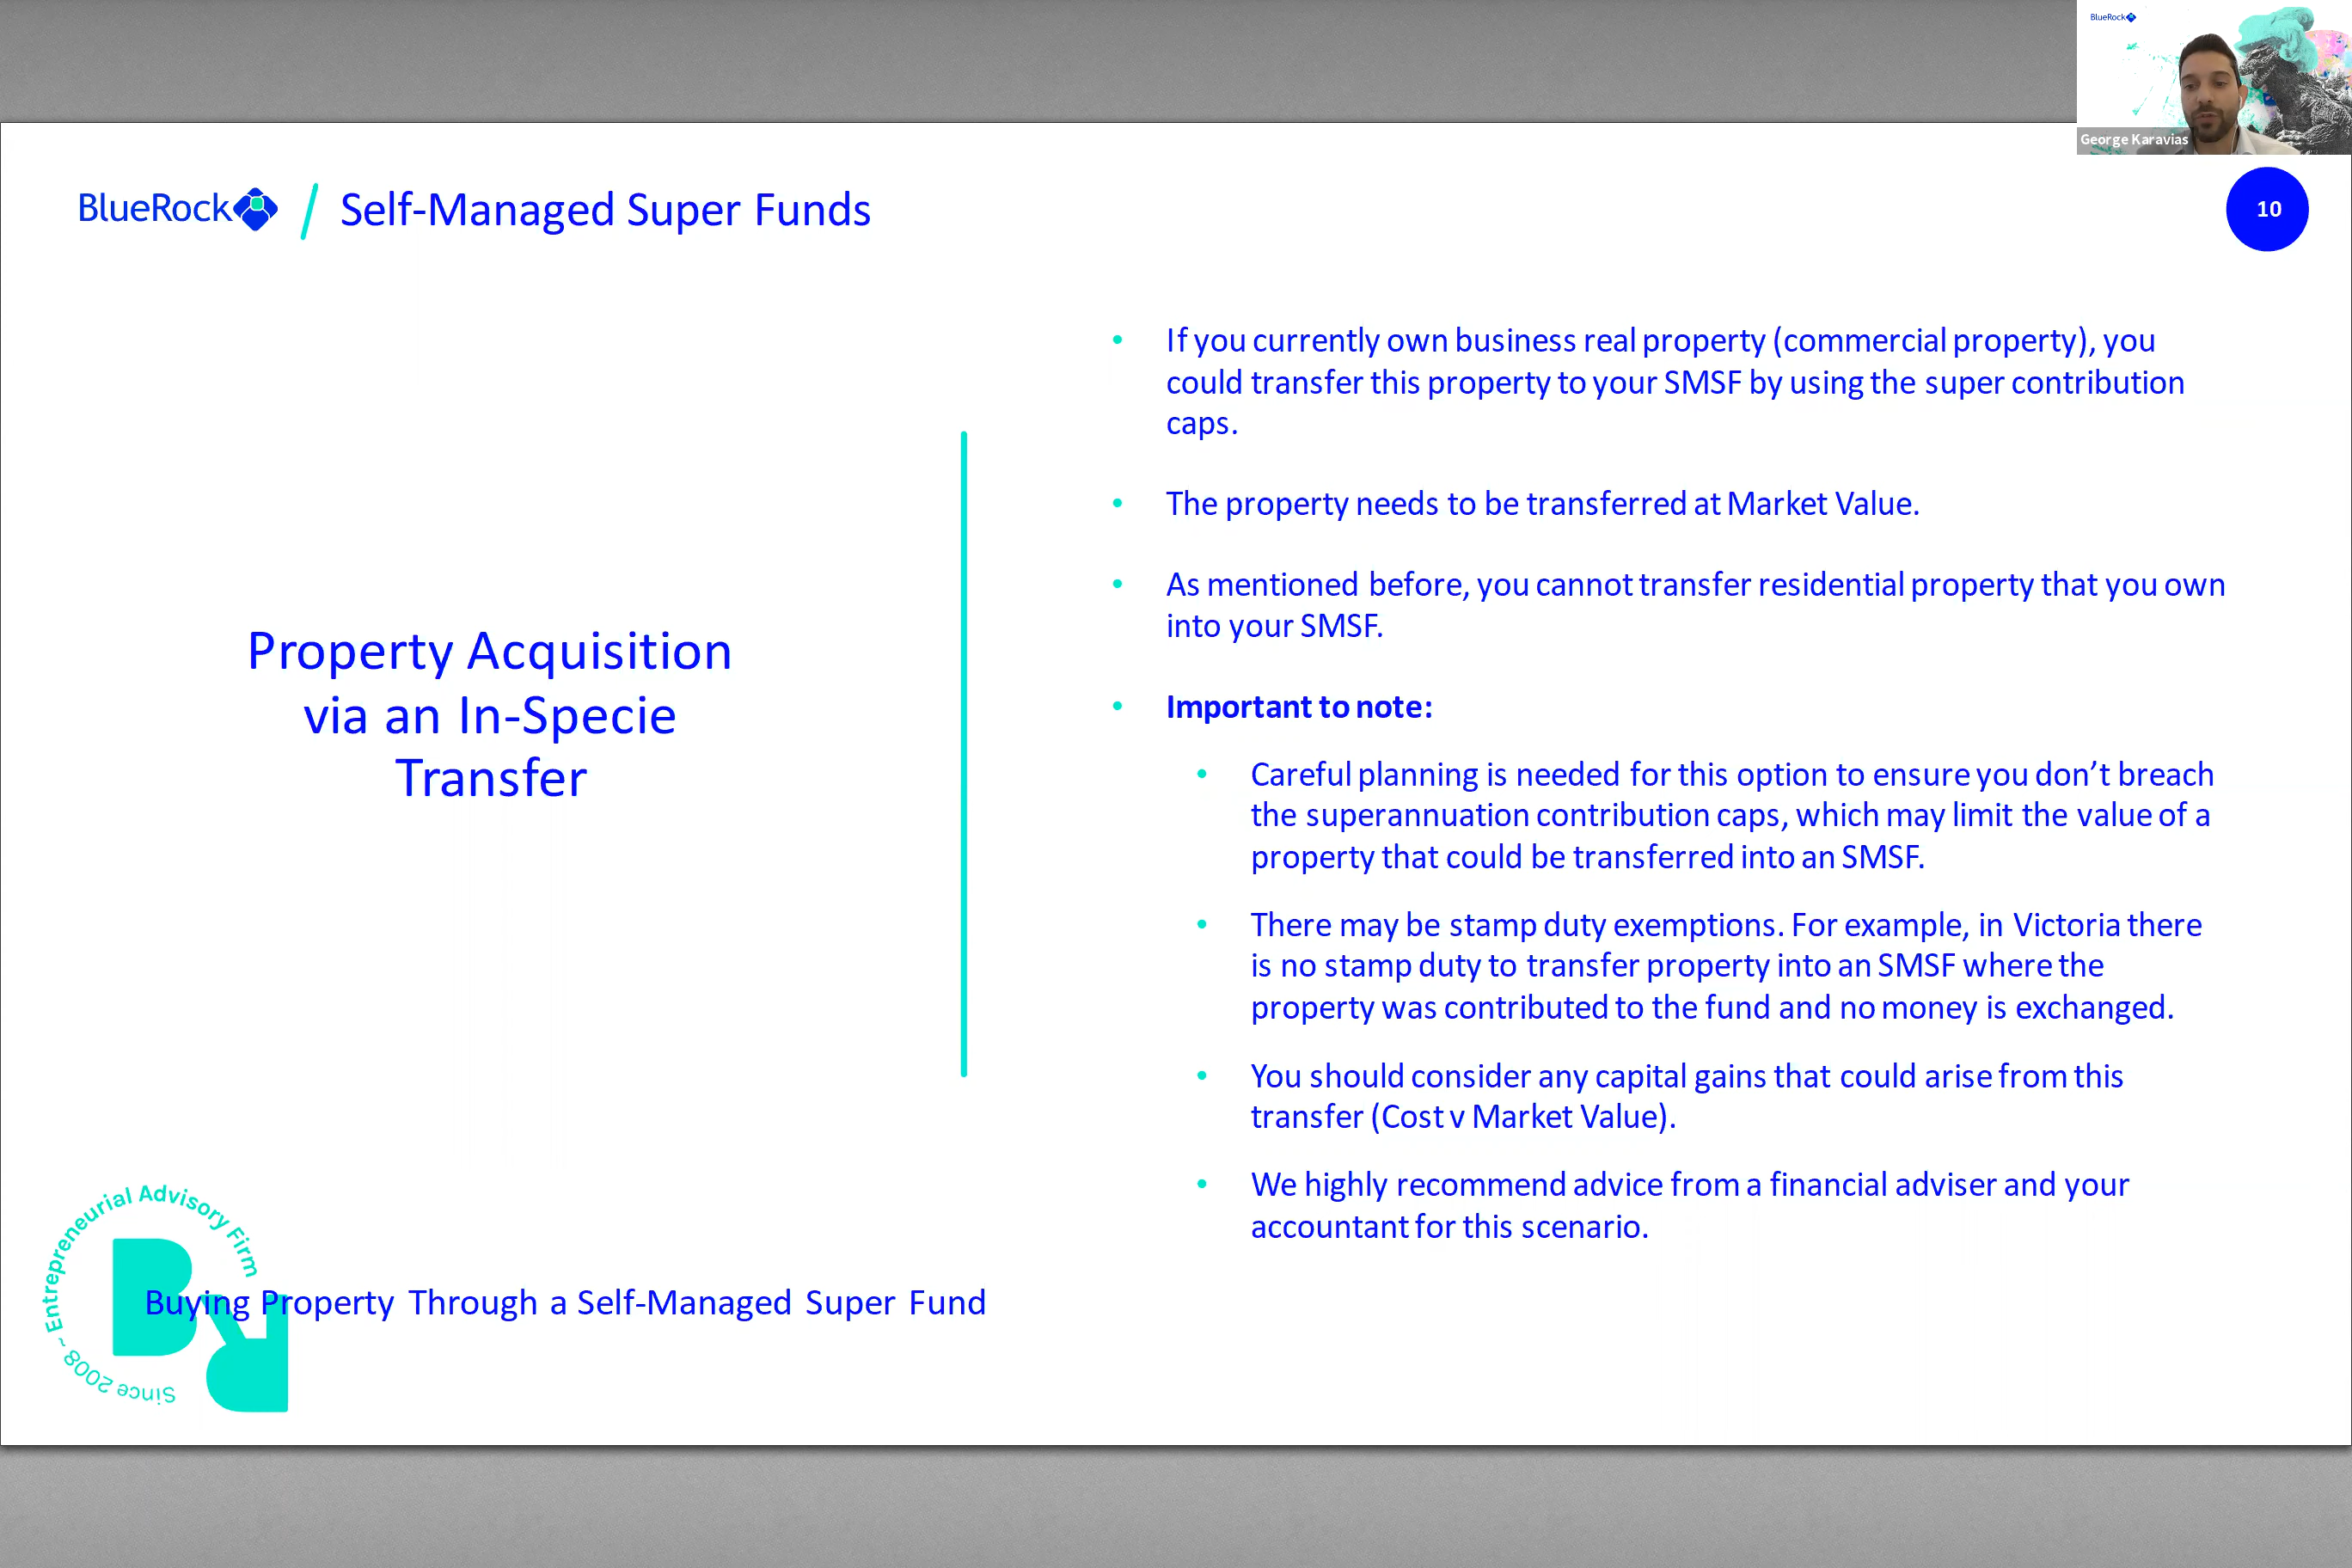 BlueRock
George Karavias
BlueRock / Self-Managed Super Funds
10
Property Acquisition
via an In-Specie
Transfer
• If you currently own business real property (commercial property), you
could transfer this property to your SMSF by using the super contribution
caps.
• The property needs to be transferred at Market Value.
• As mentioned before, you cannot transfer residential property that you own
into your SMSF.
• Important to note:
• Careful planning is needed for this option to ensure you don’t breach
the superannuation contribution caps, which may limit the value of a
property that could be transferred into an SMSF.
• There may be stamp duty exemptions. For example, in Victoria there
is no stamp duty to transfer property into an SMSF where the
property was contributed to the fund and no money is exchanged.
• You should consider any capital gains that could arise from this
transfer (Cost v Market Value).
• We highly recommend advice from a financial adviser and your
accountant for this scenario.
Since 2008 ~ Entrepreneurial Advisory Firm
BR
Buying Property Through a Self-Managed Super Fund